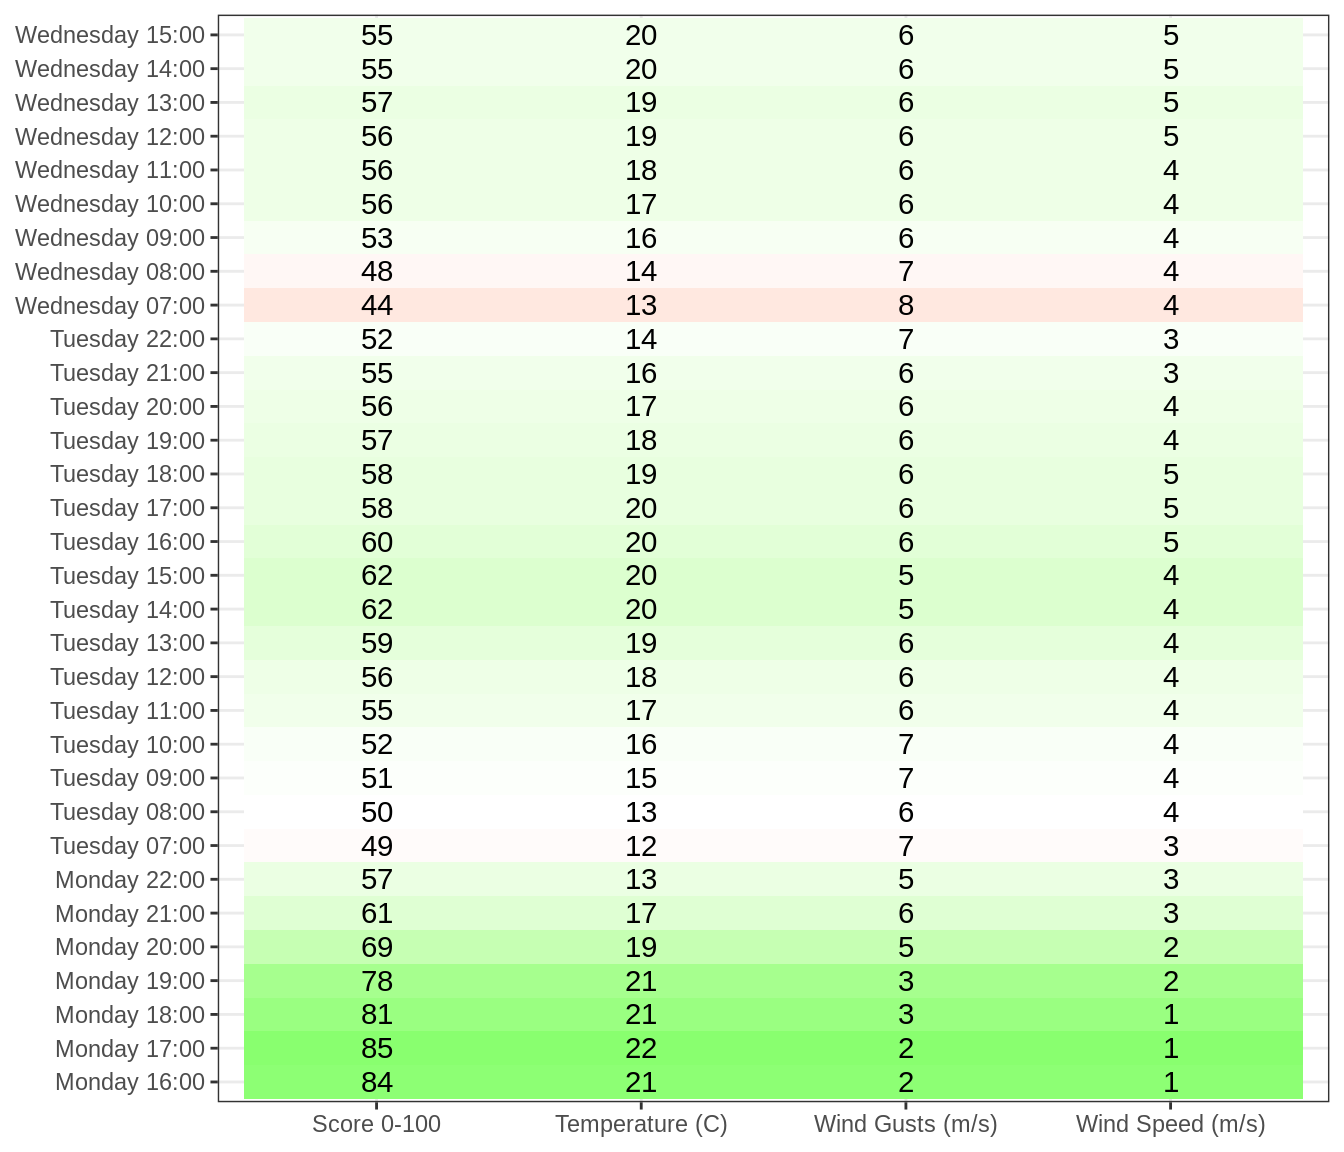 Wednesday 15:00 55 20 6 5
Wednesday 14:00 55 20 6 5
Wednesday 13:00 57 19 6 5
Wednesday 12:00 56 19 6 5
Wednesday 11:00 56 18 6 4
Wednesday 10:00 56 17 6 4
Wednesday 09:00 53 16 6 4
Wednesday 08:00 48 14 7 4
Wednesday 07:00 44 13 8 4
Tuesday 22:00 52 14 7 3
Tuesday 21:00 55 16 6 3
Tuesday 20:00 56 17 6 4
Tuesday 19:00 57 18 6 4
Tuesday 18:00 58 19 6 5
Tuesday 17:00 58 20 6 5
Tuesday 16:00 60 20 6 5
Tuesday 15:00 62 20 5 4
Tuesday 14:00 62 20 5 4
Tuesday 13:00 59 19 6 4
Tuesday 12:00 56 18 6 4
Tuesday 11:00 55 17 6 4
Tuesday 10:00 52 16 7 4
Tuesday 09:00 51 15 7 4
Tuesday 08:00 50 13 6 4
Tuesday 07:00 49 12 7 3
Monday 22:00 57 13 5 3
Monday 21:00 61 17 6 3
Monday 20:00 69 19 5 2
Monday 19:00 78 21 3 2
Monday 18:00 81 21 3 1
Monday 17:00 85 22 2 1
Monday 16:00 84 21 2 1
Score 0-100 Temperature (C) Wind Gusts (m/s) Wind Speed (m/s)